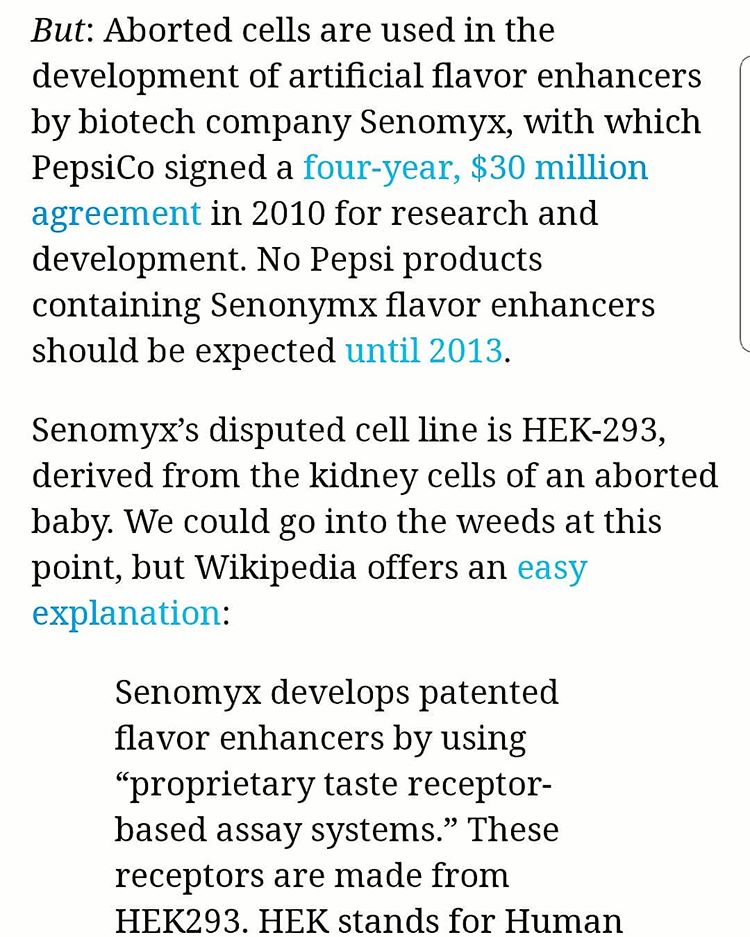 But: Aborted cells are used in the
development of artificial flavor enhancers
by biotech company Senomyx, with which
PepsiCo signed a four-year, $30 million
agreement in 2010 for research and
development. No Pepsi products
containing Senonymx flavor enhancers
should be expected until 2013.
Senomyx’s disputed cell line is HEK-293,
derived from the kidney cells of an aborted
baby. We could go into the weeds at this
point, but Wikipedia offers an easy
explanation:
Senomyx develops patented
flavor enhancers by using
“proprietary taste receptor-
based assay systems.” These
receptors are made from
HEK293. HEK stands for Human